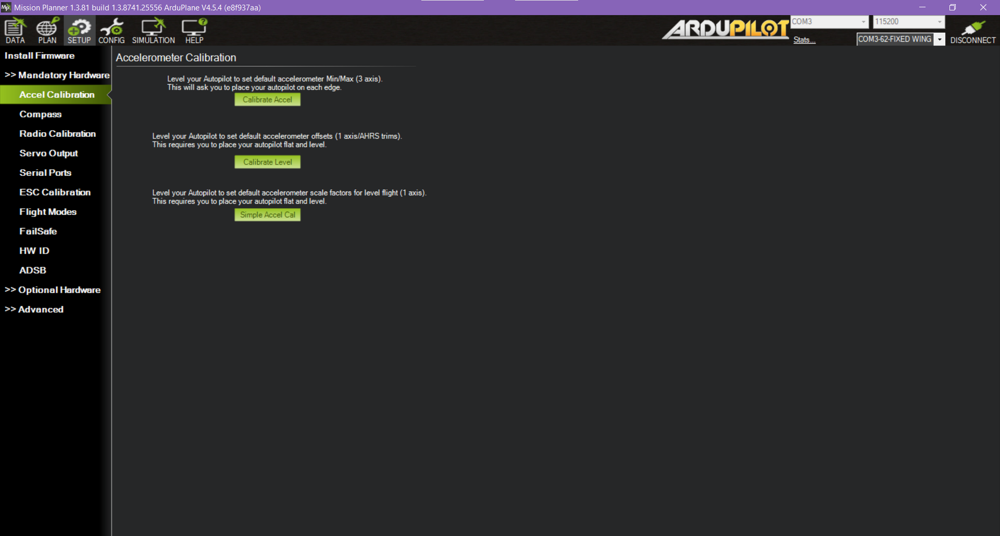 Mission Planner 1.3.81 build 1.3.8741.25556 ArduPlane V4.5.4 (e8f937aa)
DATA
PLAN
SETUP
CONFIG
SIMULATION
HELP
ARDUPILOT
COM3
115200
Stats...
COM3-62-FIXED WING
DISCONNECT
Install Firmware
>> Mandatory Hardware
Accel Calibration
Compass
Radio Calibration
Servo Output
Serial Ports
ESC Calibration
Flight Modes
FailSafe
HW ID
ADSB
>> Optional Hardware
>> Advanced
Accelerometer Calibration
Level your Autopilot to set default accelerometer Min/Max (3 axis).
This will ask you to place your autopilot on each edge.
Calibrate Accel
Level your Autopilot to set default accelerometer offsets (1 axis/AHRS trims).
This requires you to place your autopilot flat and level.
Calibrate Level
Level your Autopilot to set default accelerometer scale factors for level flight (1 axis).
This requires you to place your autopilot flat and level.
Simple Accel Cal